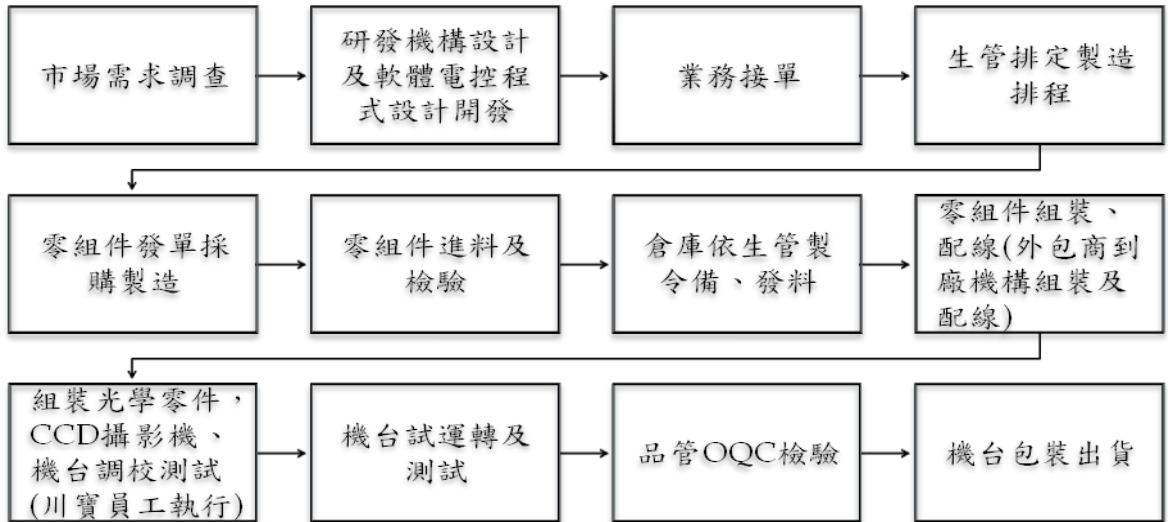 市場需求調查
研發機構設計
及軟體電控程
式設計開發
業務接單
生管排定製造
排程
零組件發單採
購製造
零組件進料及
檢驗
倉庫依生管製
令備、發料
零組件組裝、
配線(外包商到
廠機構組裝及
配線)
組裝光學零件，
CCD攝影機、
機台調校測試
(川寶員工執行)
機台試運轉及
測試
品管OQC檢驗
機台包裝出貨